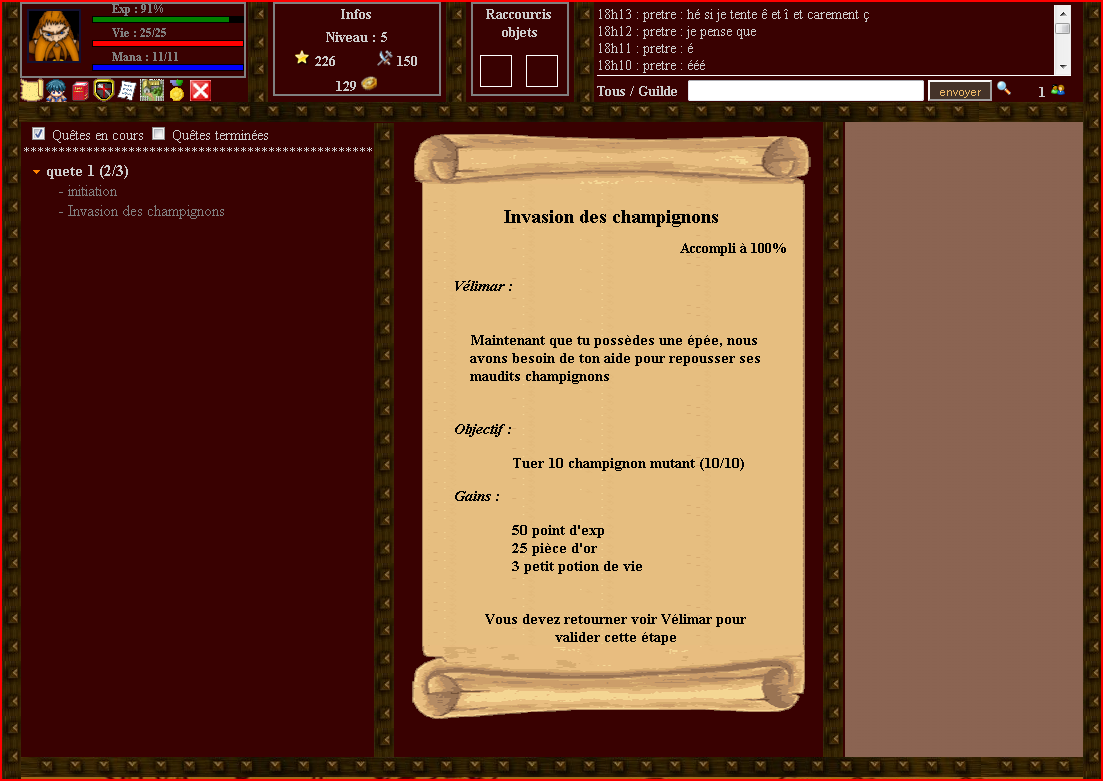 Exp : 91%
Vie : 25/25
Mana : 11/11
Infos
Niveau : 5
226
150
129
Raccourcis
objets
18h13 : pretre : hé si je tente ê et î et carement ç
18h12 : pretre : je pense que
18h11 : pretre : é
18h10 : pretre : ééé
Tous / Guilde
envoyer
1
Quêtes en cours
Quêtes terminées
**************************************************
quete 1 (2/3)
- initiation
- Invasion des champignons
Invasion des champignons
Accompli à 100%
Vélimar :
Maintenant que tu possèdes une épée, nous
avons besoin de ton aide pour repousser ses
maudits champignons
Objectif :
Tuer 10 champignon mutant (10/10)
Gains :
50 point d'exp
25 pièce d'or
3 petit potion de vie
Vous devez retourner voir Vélimar pour
valider cette étape